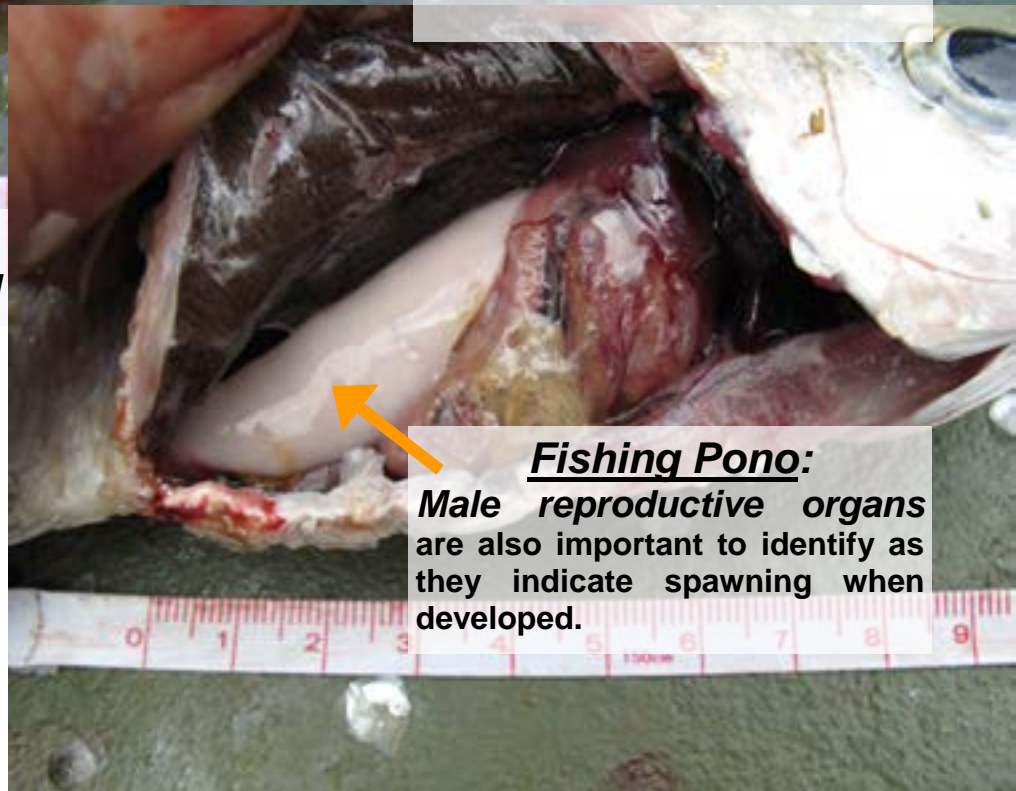 Fishing Pono:
Male reproductive organs
are also important to identify as
they indicate spawning when
developed.
0 1 2 3 4 5 6 7 8 9
150cm